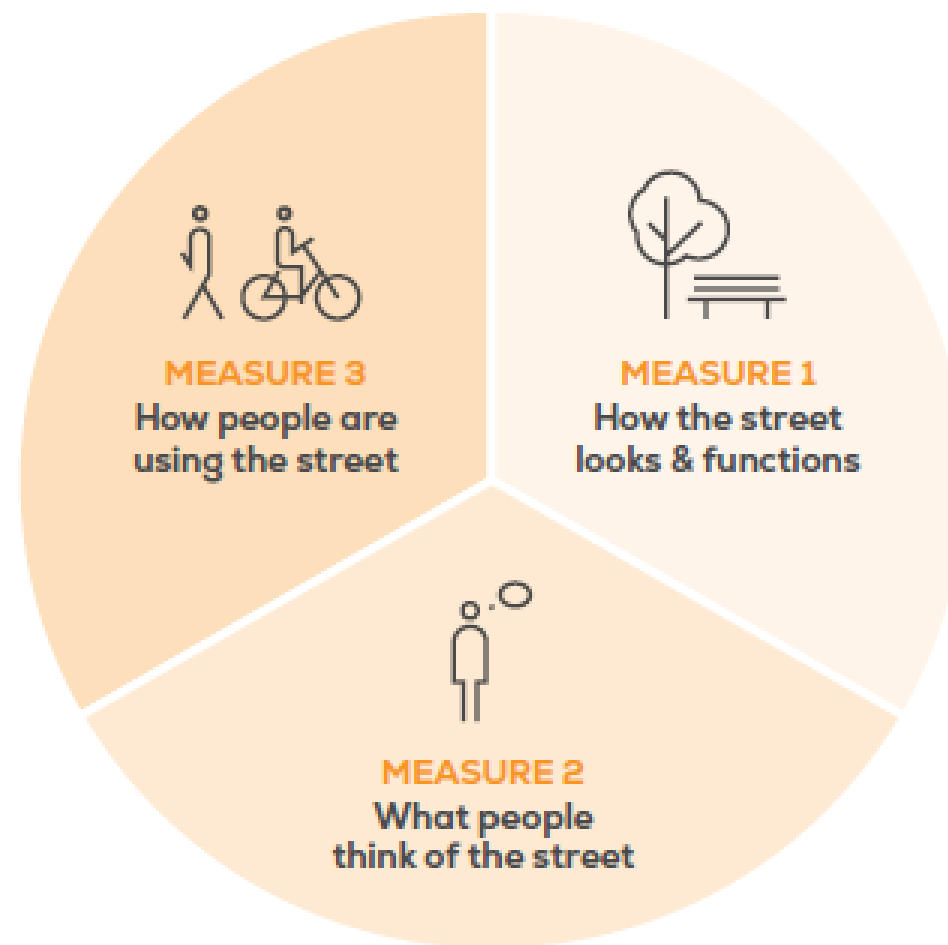 MEASURE 3
How people are
using the street
MEASURE 1
How the street
looks & functions
MEASURE 2
What people
think of the street